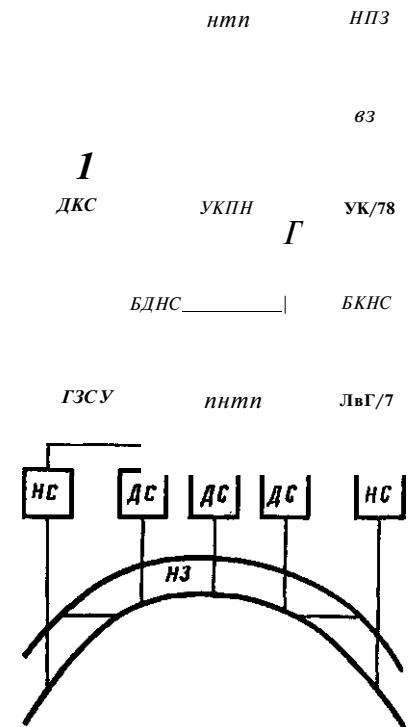 нтп НПЗ
вз
1
ДКС УКПН УК/78
Г
БДНС | БКНС
ГЗСУ пнтп ЛвГ/7
НС ДС ДС ДС НС
НЗ